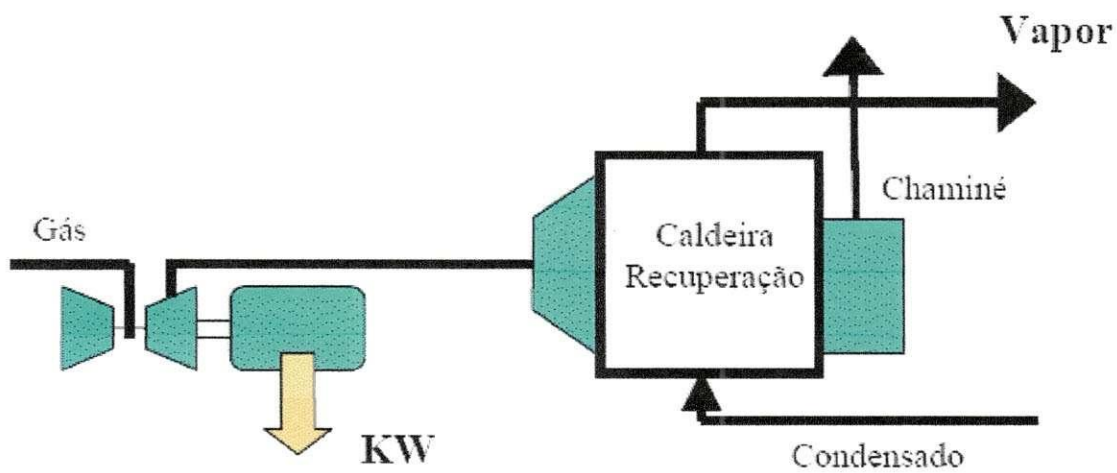 Vapor
Chaminé
Gás
Caldeira
Recuperação
KW
Condensado